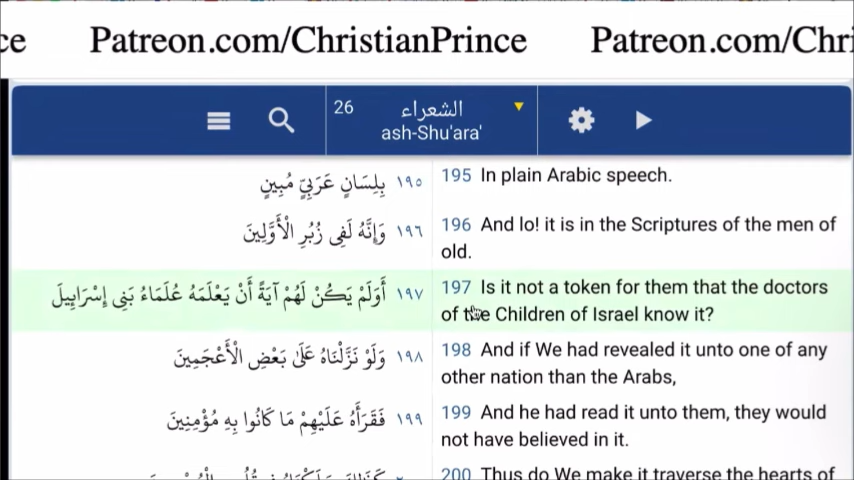 ce Patreon.com/ChristianPrince Patreon.com/Chri
26 الشعراء
ash-Shu'ara'
بِلِسَانٍ عَرَبِيٍّ مُبِينٍ ١٩٥
195 In plain Arabic speech.
وَإِنَّهُ لَفِي زُبُرِ الْأَوَّلِينَ ١٩٦
196 And lo! it is in the Scriptures of the men of
old.
أَوَلَمْ يَكُنْ لَهُمْ آيَةً أَنْ يَعْلَمَهُ عُلَمَاءُ بَنِي إِسْرَايِيلَ ١٩٧
197 Is it not a token for them that the doctors
of the Children of Israel know it?
وَلَوْ نَزَّلْنَاهُ عَلَىٰ بَعْضِ الْأَعْجَمِينَ ١٩٨
198 And if We had revealed it unto one of any
other nation than the Arabs,
فَقَرَأَهُ عَلَيْهِمْ مَا كَانُوا بِهِ مُؤْمِنِينَ ١٩٩
199 And he had read it unto them, they would
not have believed in it.
200 Thus do We make it traverse the hearts of